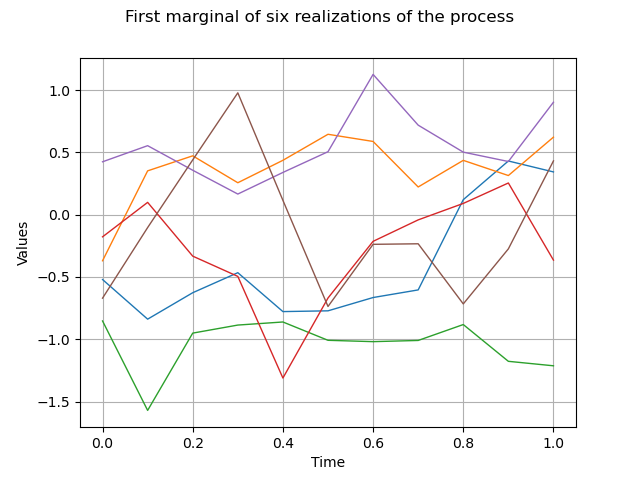 First marginal of six realizations of the process
1.0
0.5
0.0
−0.5
−1.0
−1.5
Values
0.0 0.2 0.4 0.6 0.8 1.0
Time